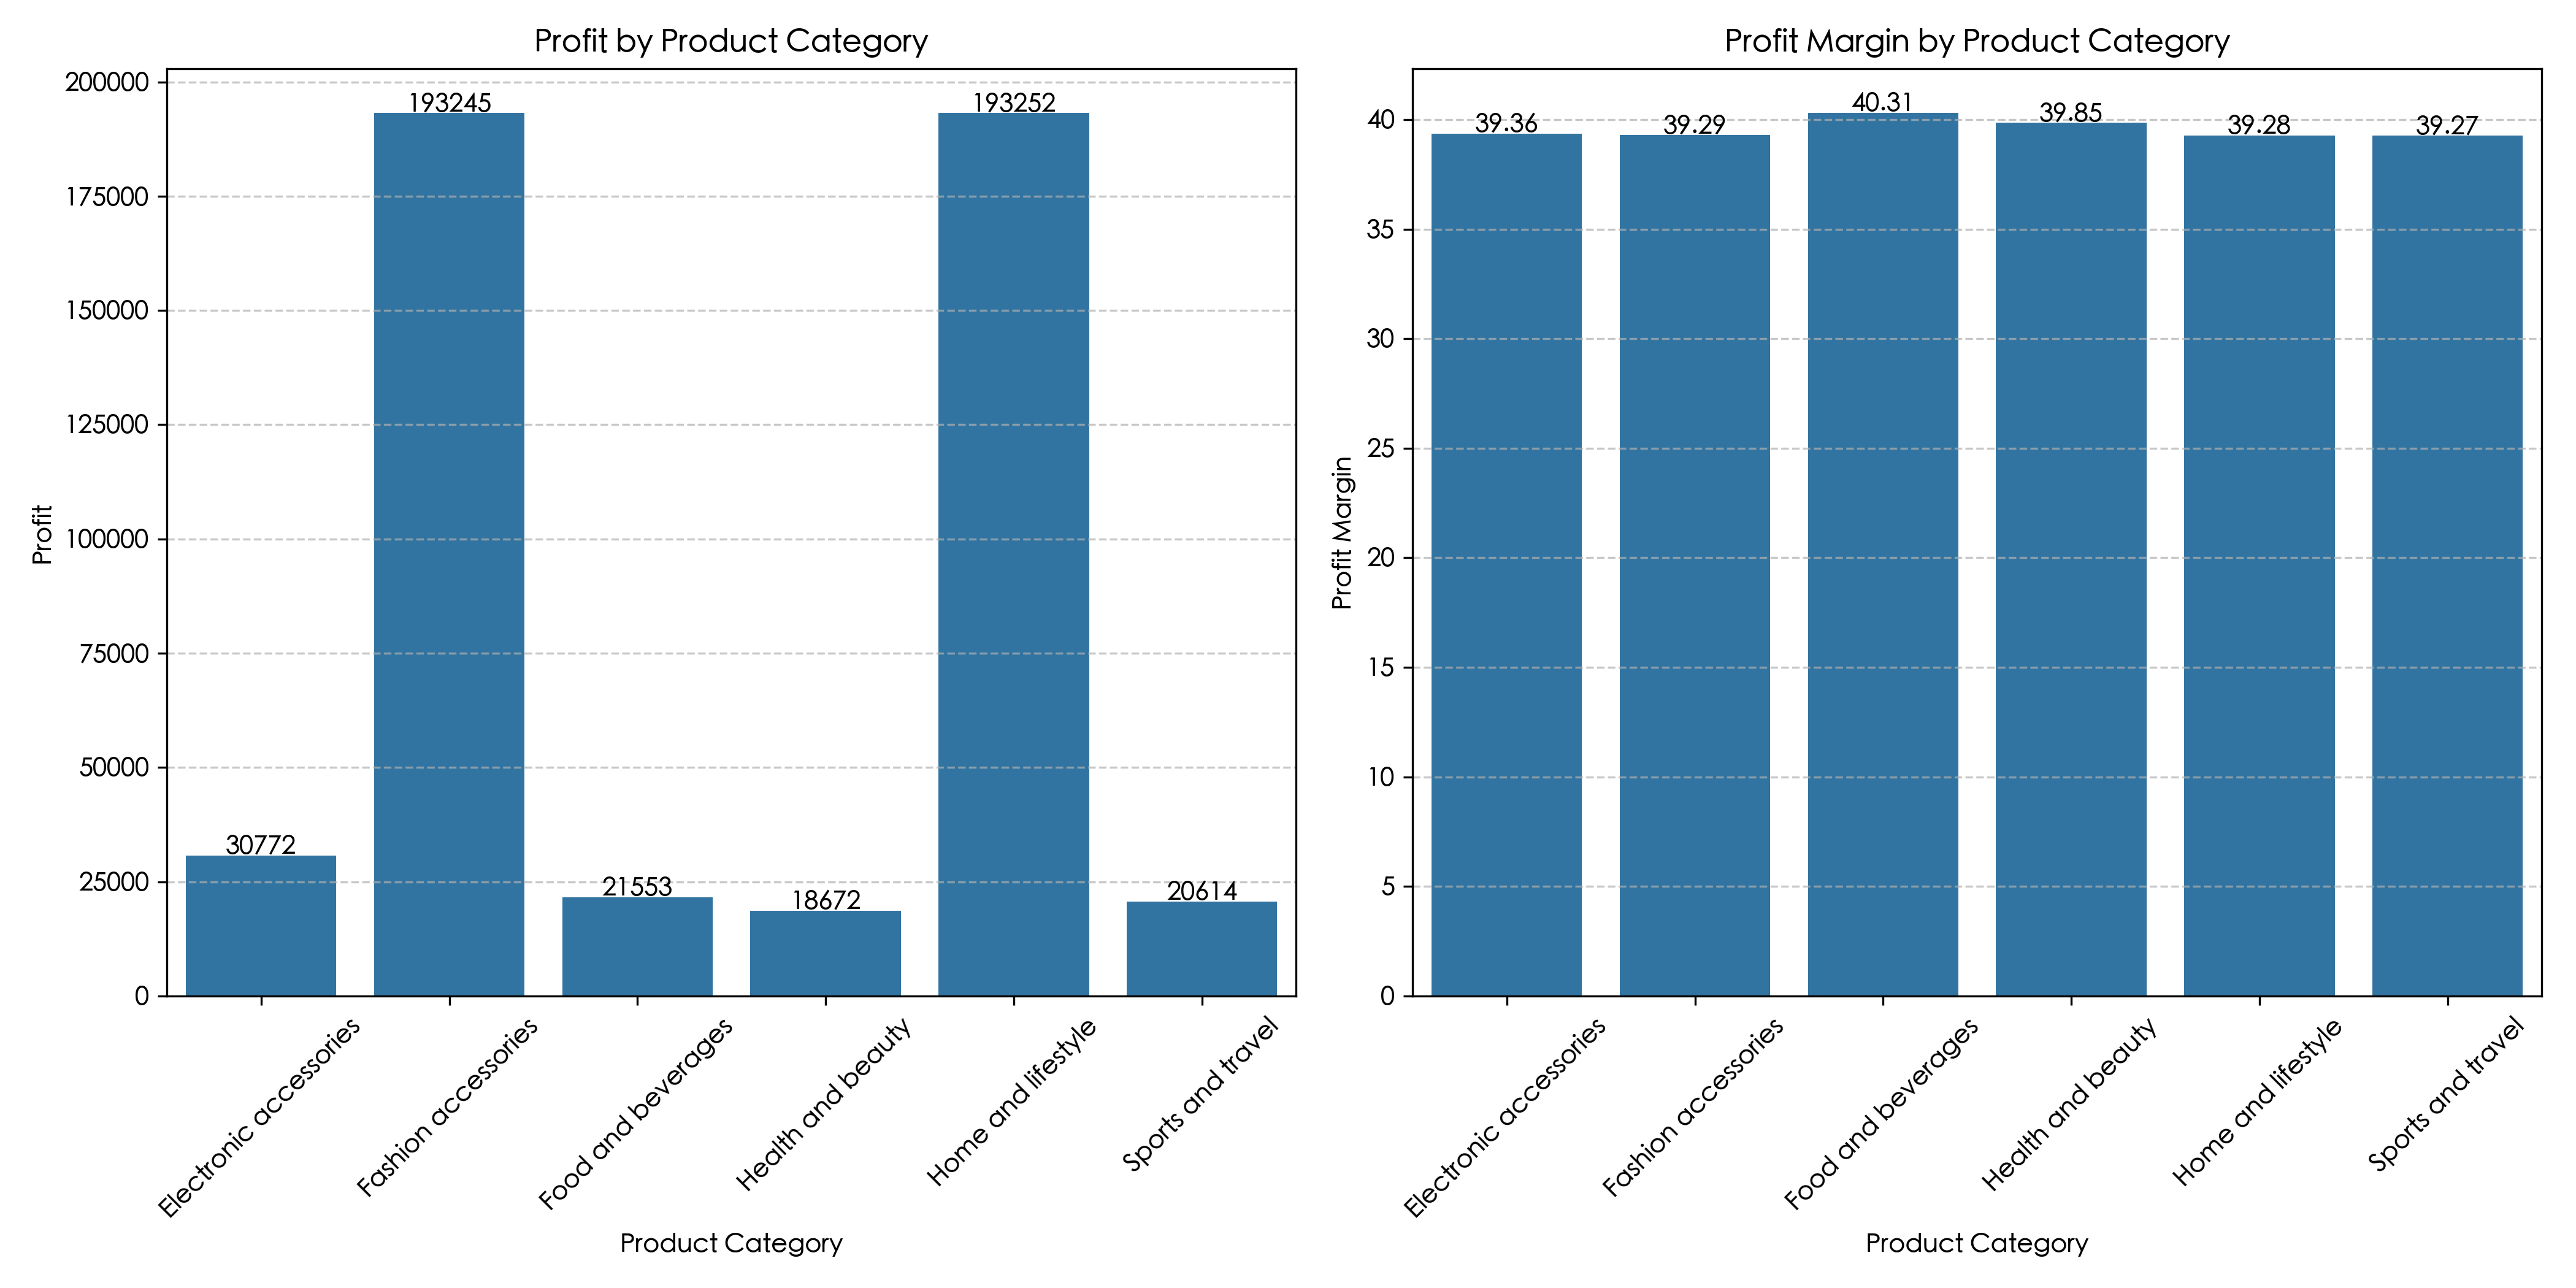 Profit by Product Category
200000
175000
150000
125000
100000
75000
50000
25000
0
Profit
30772
193245
21553
18672
193252
20614
Electronic accessories
Fashion accessories
Food and beverages
Health and beauty
Home and lifestyle
Sports and travel
Product Category
Profit Margin by Product Category
40
35
30
25
20
15
10
5
0
Profit Margin
39.36
39.29
40.31
39.85
39.28
39.27
Electronic accessories
Fashion accessories
Food and beverages
Health and beauty
Home and lifestyle
Sports and travel
Product Category